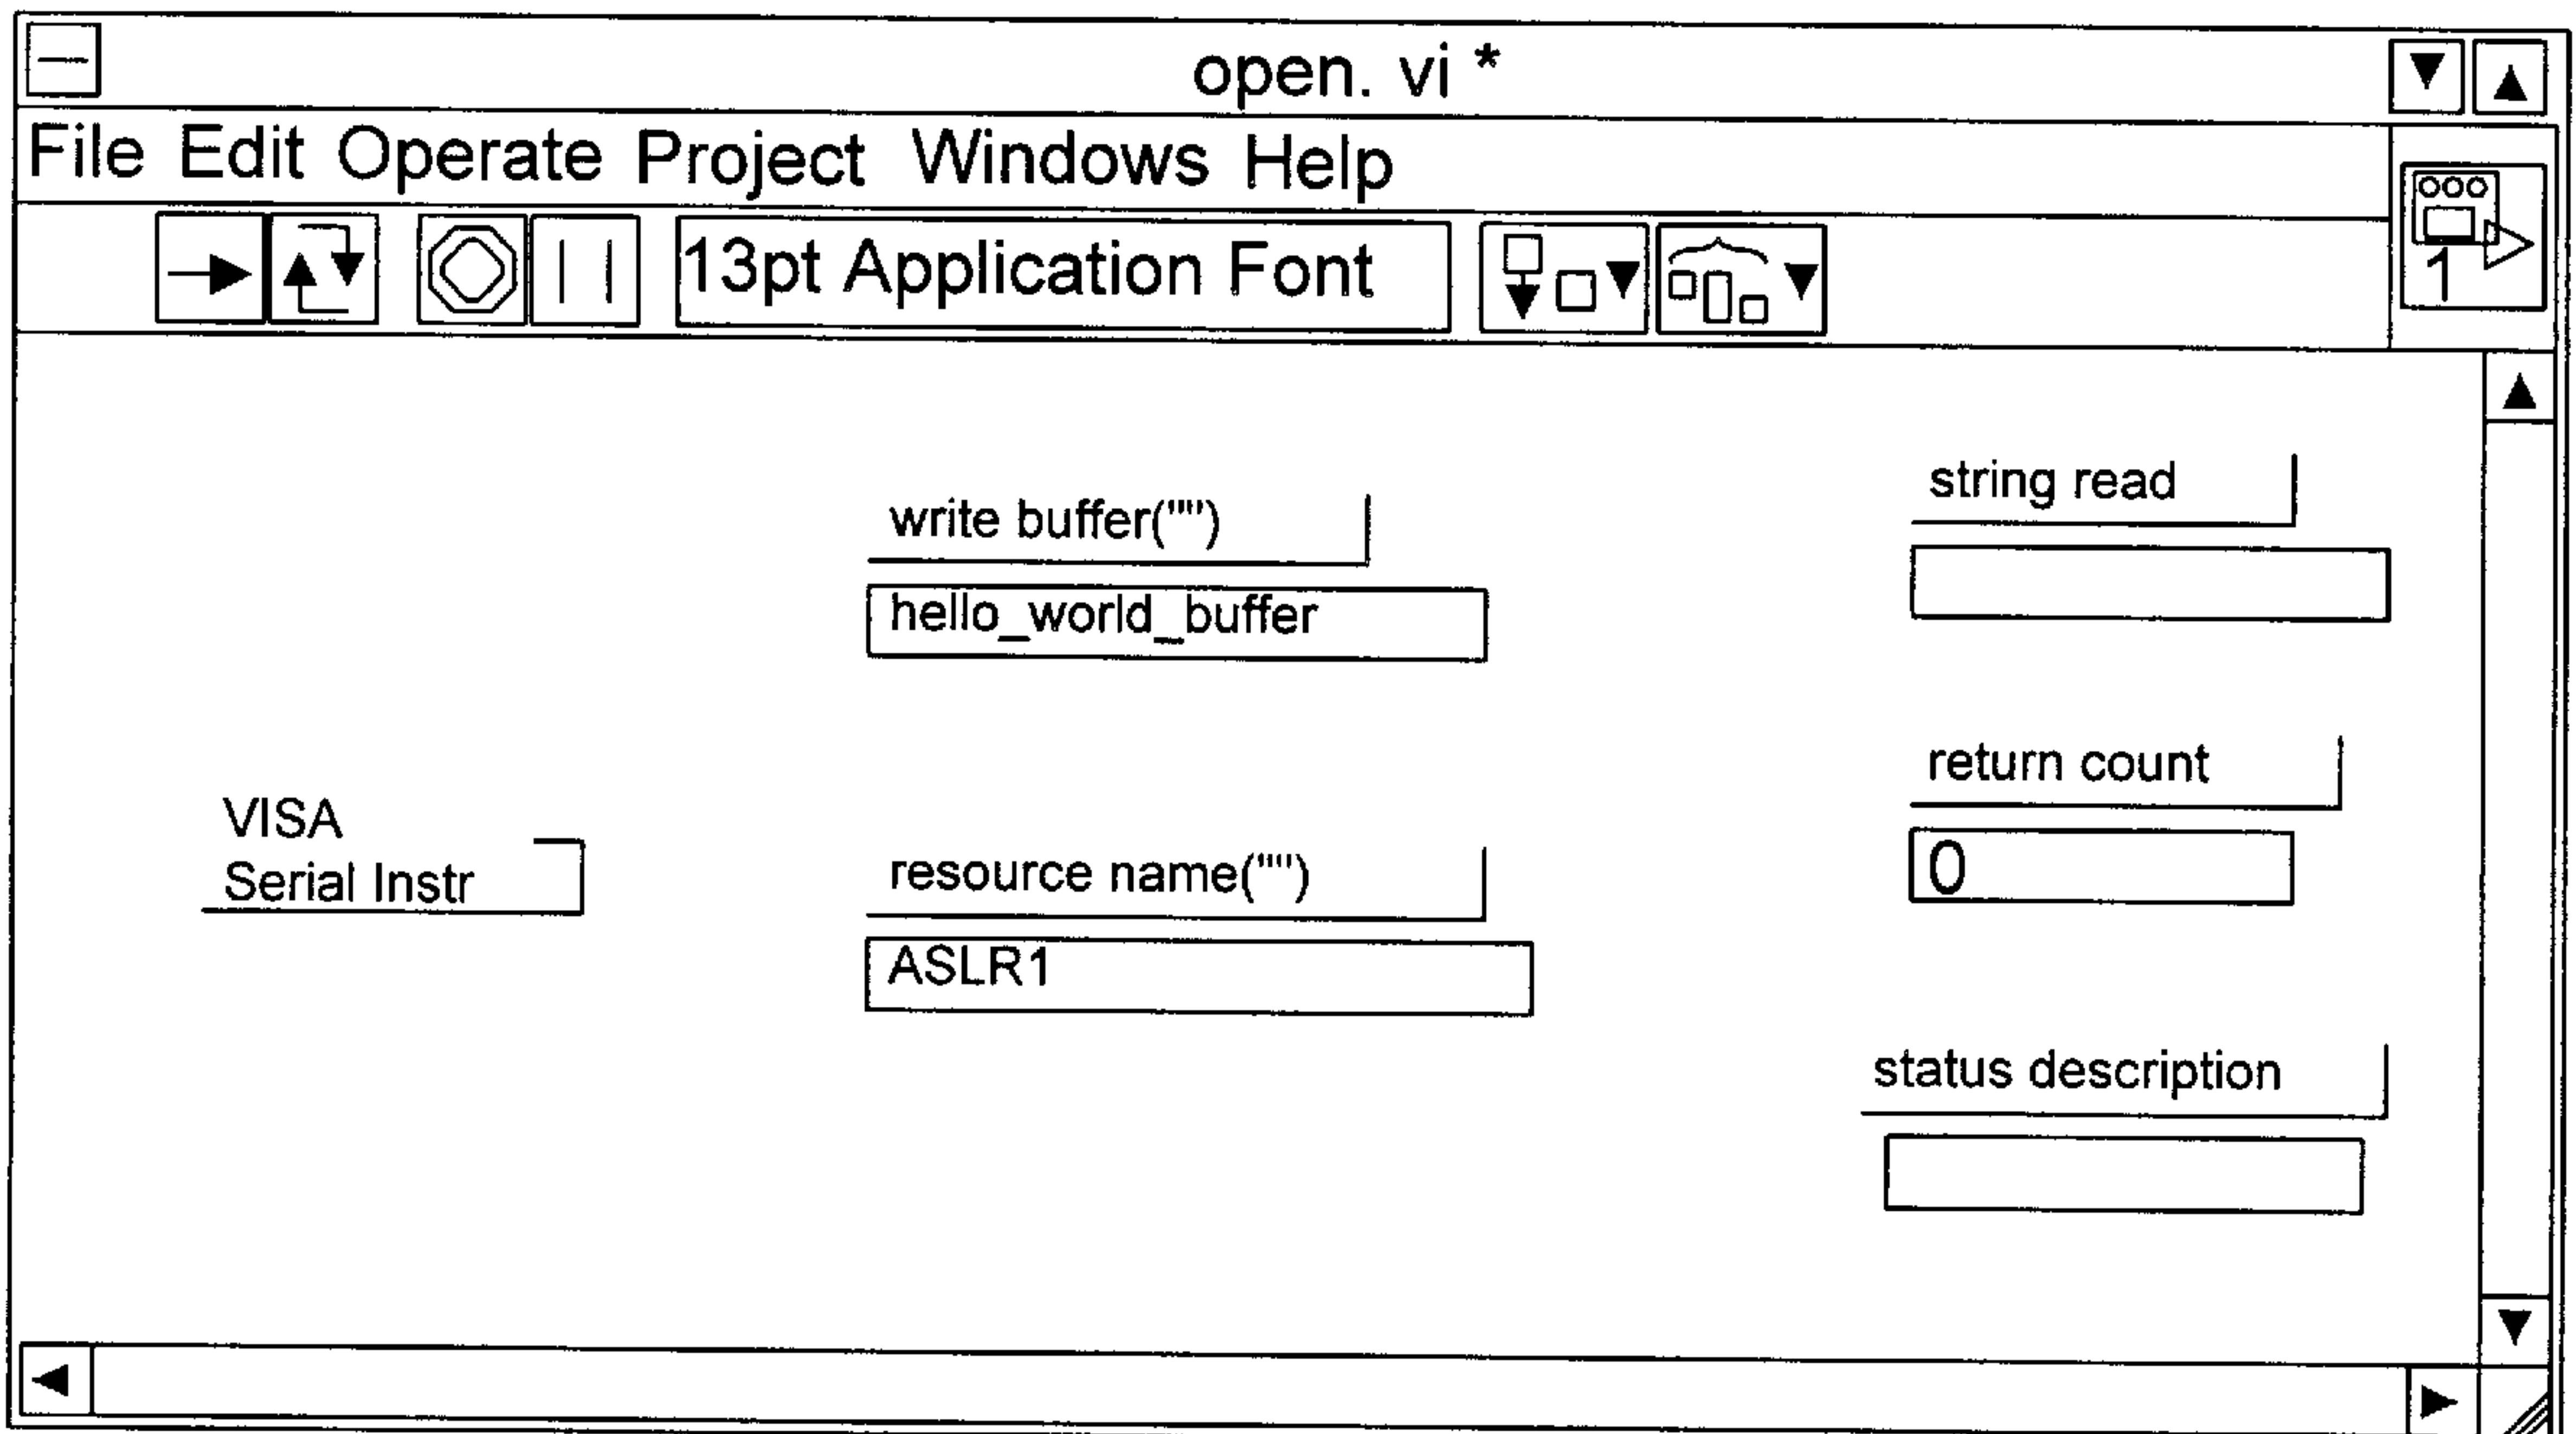 open. vi *
File Edit Operate Project Windows Help
13pt Application Font
1
write buffer("")
hello_world_buffer
string read
return count
0
VISA
Serial Instr
resource name("")
ASLR1
status description